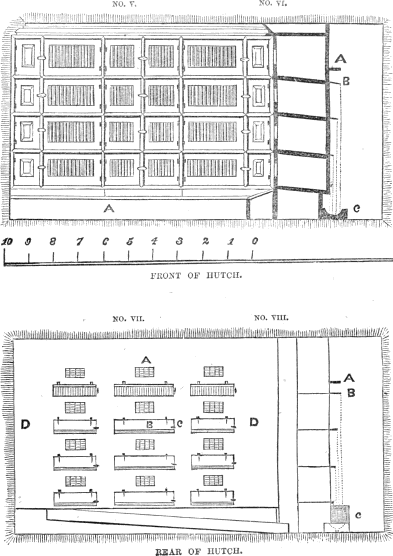 NO. V. NO. VI.
A
B
A
C
10 9 8 7 6 5 4 3 2 1 0
FRONT OF HUTCH.
NO. VII. NO. VIII.
A
A
B
D B C D
C
REAR OF HUTCH.